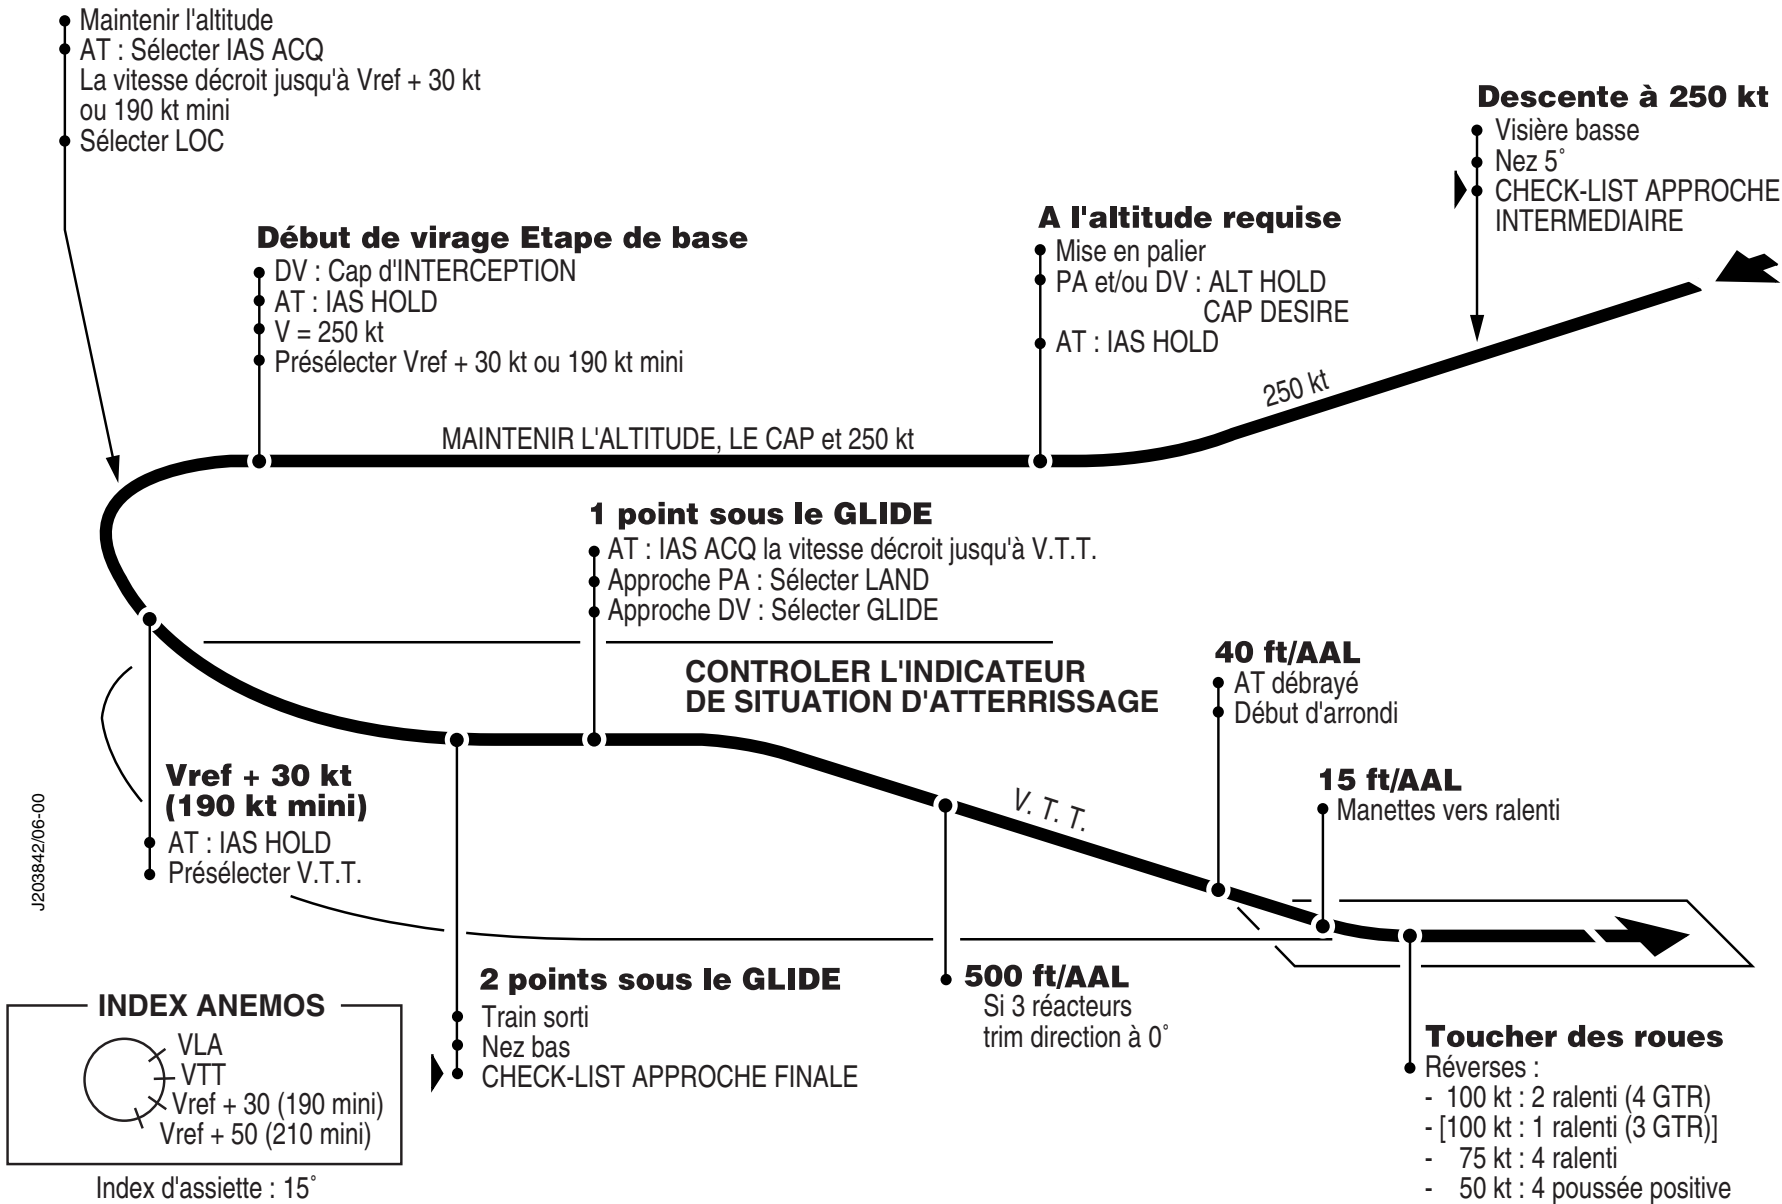 Maintenir l'altitude
AT : Sélecter IAS ACQ
La vitesse décroit jusqu'à Vref + 30 kt
ou 190 kt mini
Sélecter LOC
Descente à 250 kt
Visière basse
Nez 5°
CHECK-LIST APPROCHE
INTERMEDIAIRE
A l'altitude requise
Mise en palier
PA et/ou DV : ALT HOLD
CAP DESIRE
AT : IAS HOLD
Début de virage Etape de base
DV : Cap d'INTERCEPTION
AT : IAS HOLD
V = 250 kt
Présélecter Vref + 30 kt ou 190 kt mini
250 kt
MAINTENIR L'ALTITUDE, LE CAP et 250 kt
1 point sous le GLIDE
AT : IAS ACQ la vitesse décroit jusqu'à V.T.T.
Approche PA : Sélecter LAND
Approche DV : Sélecter GLIDE
CONTROLER L'INDICATEUR
DE SITUATION D'ATTERRISSAGE
40 ft/AAL
AT débrayé
Début d'arrondi
15 ft/AAL
Manettes vers ralenti
V. T. T.
Vref + 30 kt
(190 kt mini)
AT : IAS HOLD
Présélecter V.T.T.
J203842/06-00
2 points sous le GLIDE
Train sorti
Nez bas
CHECK-LIST APPROCHE FINALE
500 ft/AAL
Si 3 réacteurs
trim direction à 0°
Toucher des roues
Réverses :
- 100 kt : 2 ralenti (4 GTR)
- [100 kt : 1 ralenti (3 GTR)]
- 75 kt : 4 ralenti
- 50 kt : 4 poussée positive
INDEX ANEMOS
VLA
VTT
Vref + 30 (190 mini)
Vref + 50 (210 mini)
Index d'assiette : 15°